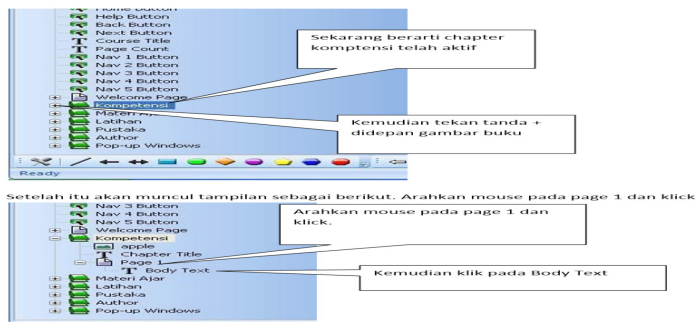 Home Button
Help Button
Back Button
Next Button
Course Title
Page Count
Nav 1 Button
Nav 2 Button
Nav 3 Button
Nav 4 Button
Nav 5 Button
Welcome Page
Kompetensi
Materi Ajar
Latihan
Pustaka
Author
Pop-up Windows
Ready
Sekarang berarti chapter
komptensi telah aktif
Kemudian tekan tanda +
didepan gambar buku
Setelah itu akan muncul tampilan sebagai berikut. Arahkan mouse pada page 1 dan klick
Nav 3 Button
Nav 4 Button
Nav 5 Button
Welcome Page
Kompetensi
apple
Chapter Title
Page 1
Body Text
Materi Ajar
Latihan
Pustaka
Author
Pop-up Windows
Arahkan mouse pada page 1 dan
klick.
Kemudian klik pada Body Text